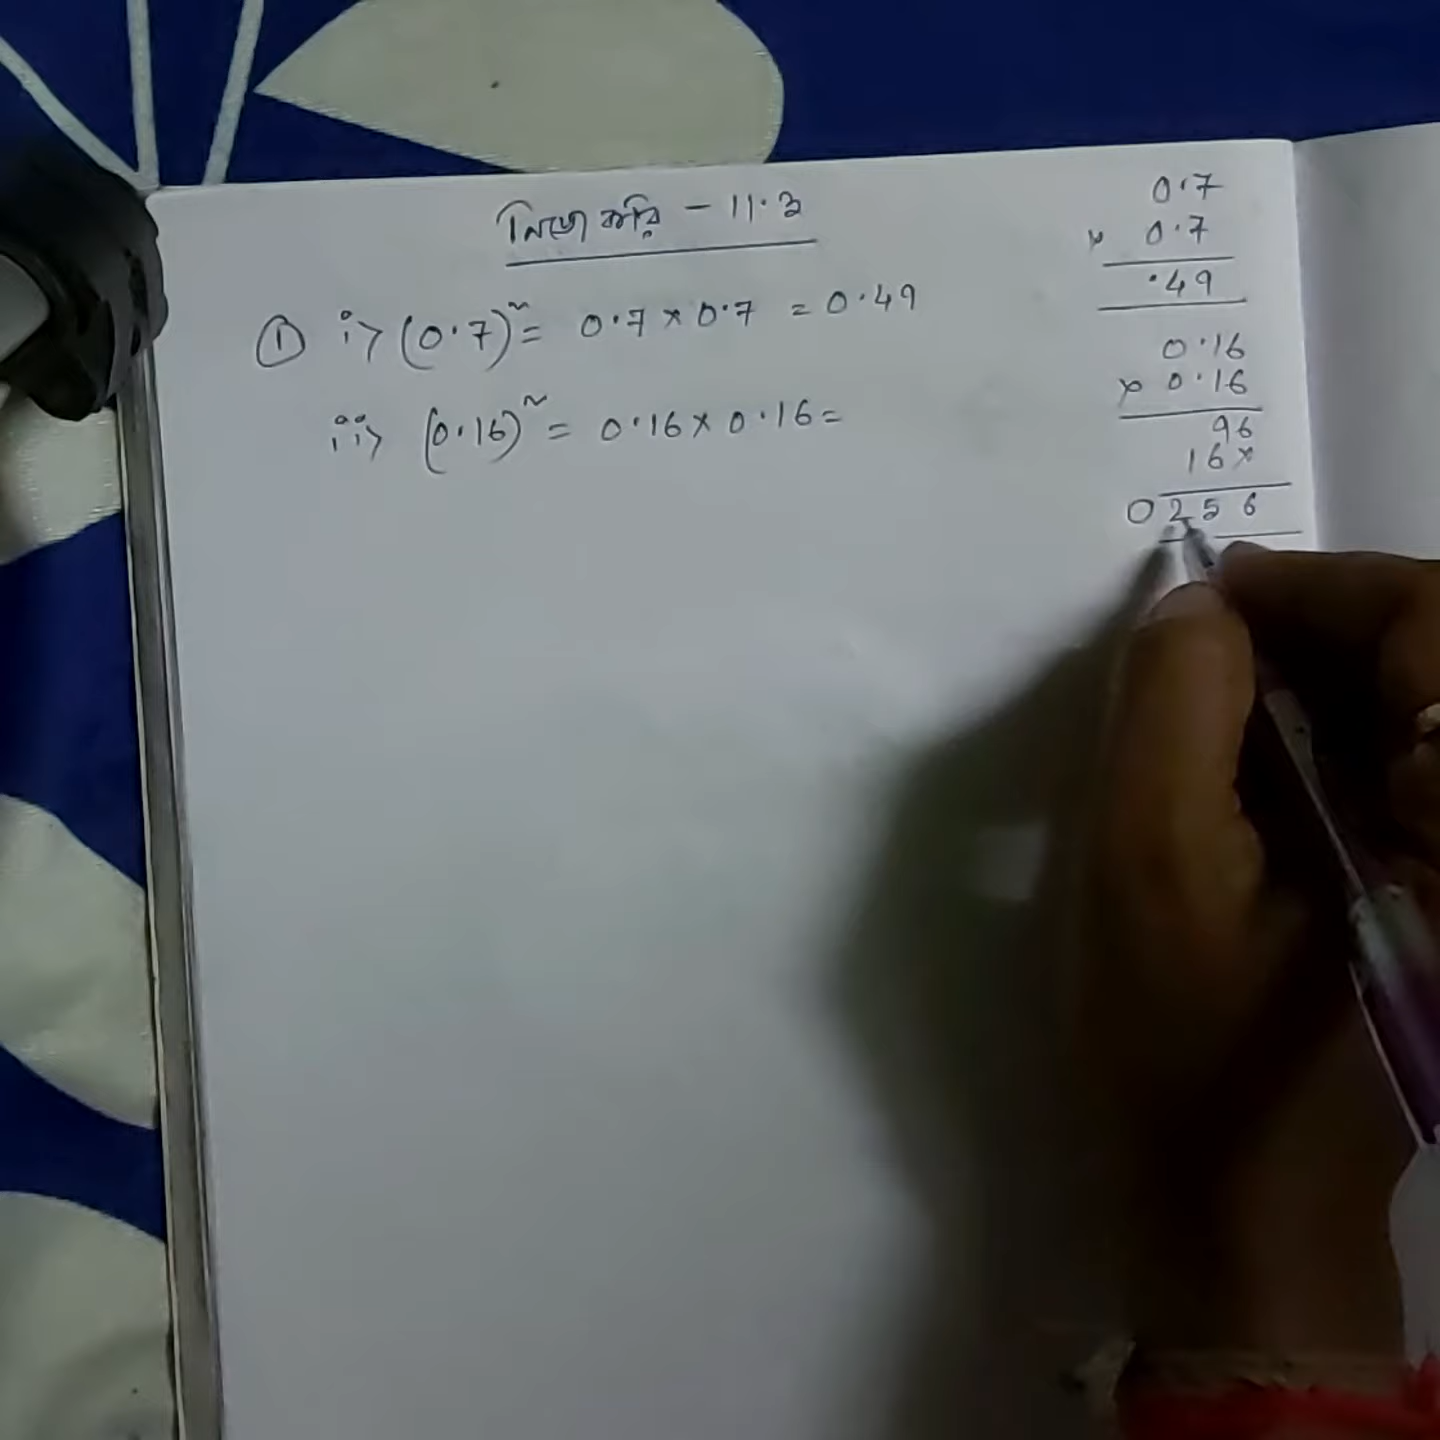 নিজে করি - 11.3
① i> (0.7)² = 0.7 × 0.7 = 0.49
ii> (0.16)² = 0.16 × 0.16 =
0.7
× 0.7
.49
0.16
× 0.16
96
16×
0256